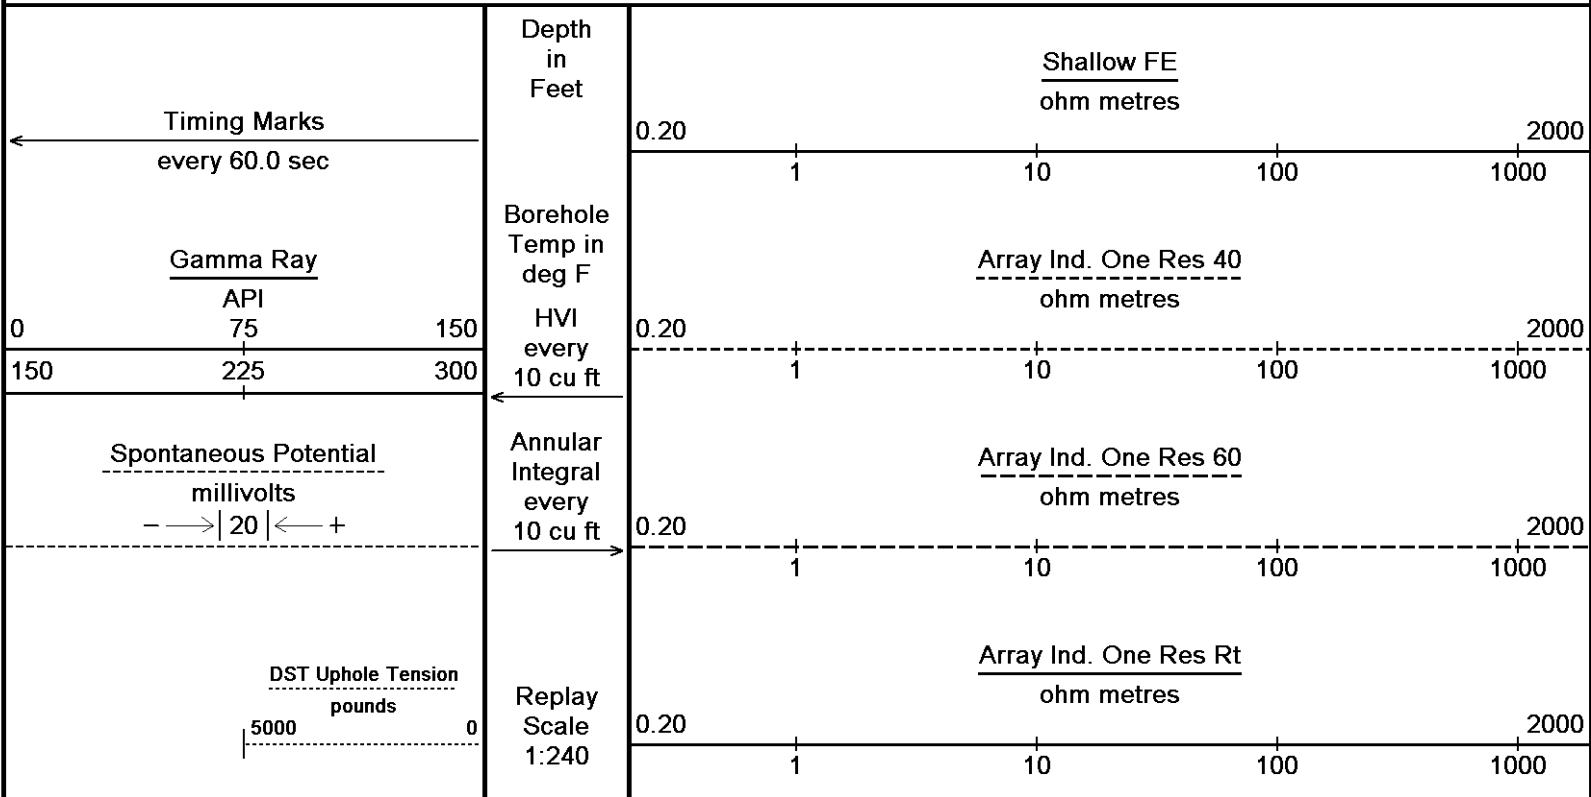 Timing Marks
every 60.0 sec
Gamma Ray
API
0 75 150
150 225 300
Spontaneous Potential
millivolts
− 20 +
DST Uphole Tension
pounds
5000 0
Depth
in
Feet
Borehole
Temp in
deg F
HVI
every
10 cu ft
Annular
Integral
every
10 cu ft
Replay
Scale
1:240
Shallow FE
ohm metres
0.20 2000
1 10 100 1000
Array Ind. One Res 40
ohm metres
0.20 2000
1 10 100 1000
Array Ind. One Res 60
ohm metres
0.20 2000
1 10 100 1000
Array Ind. One Res Rt
ohm metres
0.20 2000
1 10 100 1000